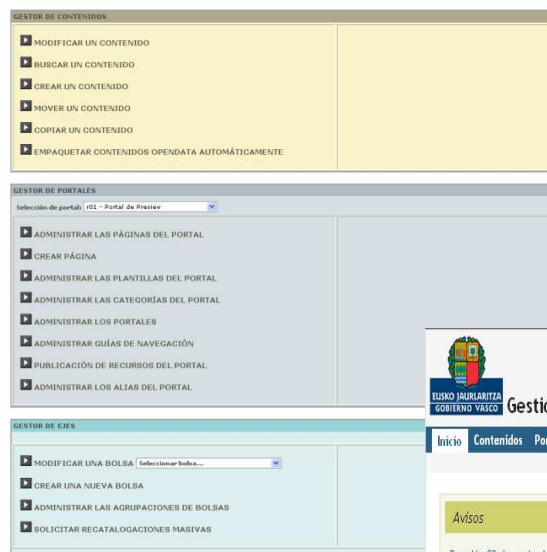 GESTOR DE CONTENIDOS
MODIFICAR UN CONTENIDO
BUSCAR UN CONTENIDO
CREAR UN CONTENIDO
MOVER UN CONTENIDO
COPIAR UN CONTENIDO
EMPAQUETAR CONTENIDOS OPENDATA AUTOMÁTICAMENTE
GESTOR DE PORTALES
Selección de portal: r01 - Portal de Preview
ADMINISTRAR LAS PÁGINAS DEL PORTAL
CREAR PÁGINA
ADMINISTRAR LAS PLANTILLAS DEL PORTAL
ADMINISTRAR LAS CATEGORÍAS DEL PORTAL
ADMINISTRAR LOS PORTALES
ADMINISTRAR GUÍAS DE NAVEGACIÓN
PUBLICACIÓN DE RECURSOS DEL PORTAL
ADMINISTRAR LOS ALIAS DEL PORTAL
GESTOR DE EJES
MODIFICAR UNA BOLSA Seleccionar bolsa...
CREAR UNA NUEVA BOLSA
ADMINISTRAR LAS AGRUPACIONES DE BOLSAS
SOLICITAR RECATALOGACIONES MASIVAS
EUSKO JAURLARITZA
GOBIERNO VASCO
Gestio
Inicio Contenidos Po
Avisos